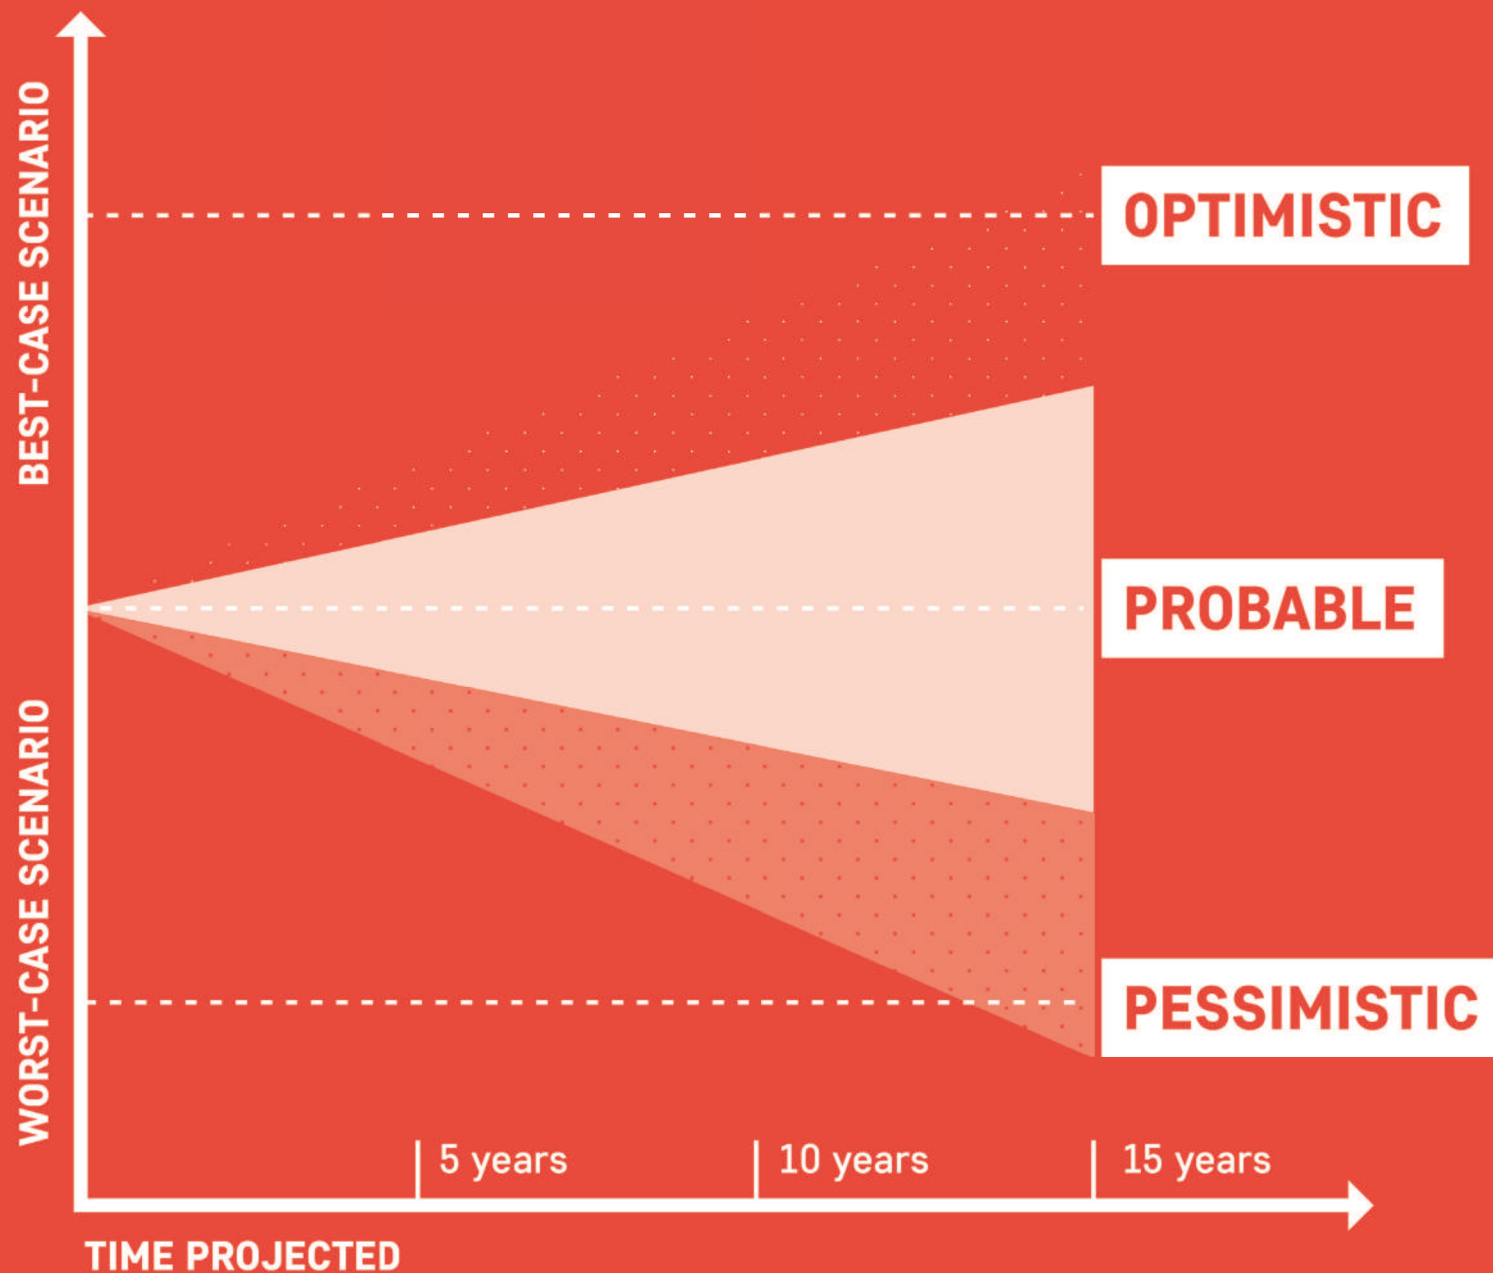 BEST-CASE SCENARIO
WORST-CASE SCENARIO
OPTIMISTIC
PROBABLE
PESSIMISTIC
5 years
10 years
15 years
TIME PROJECTED